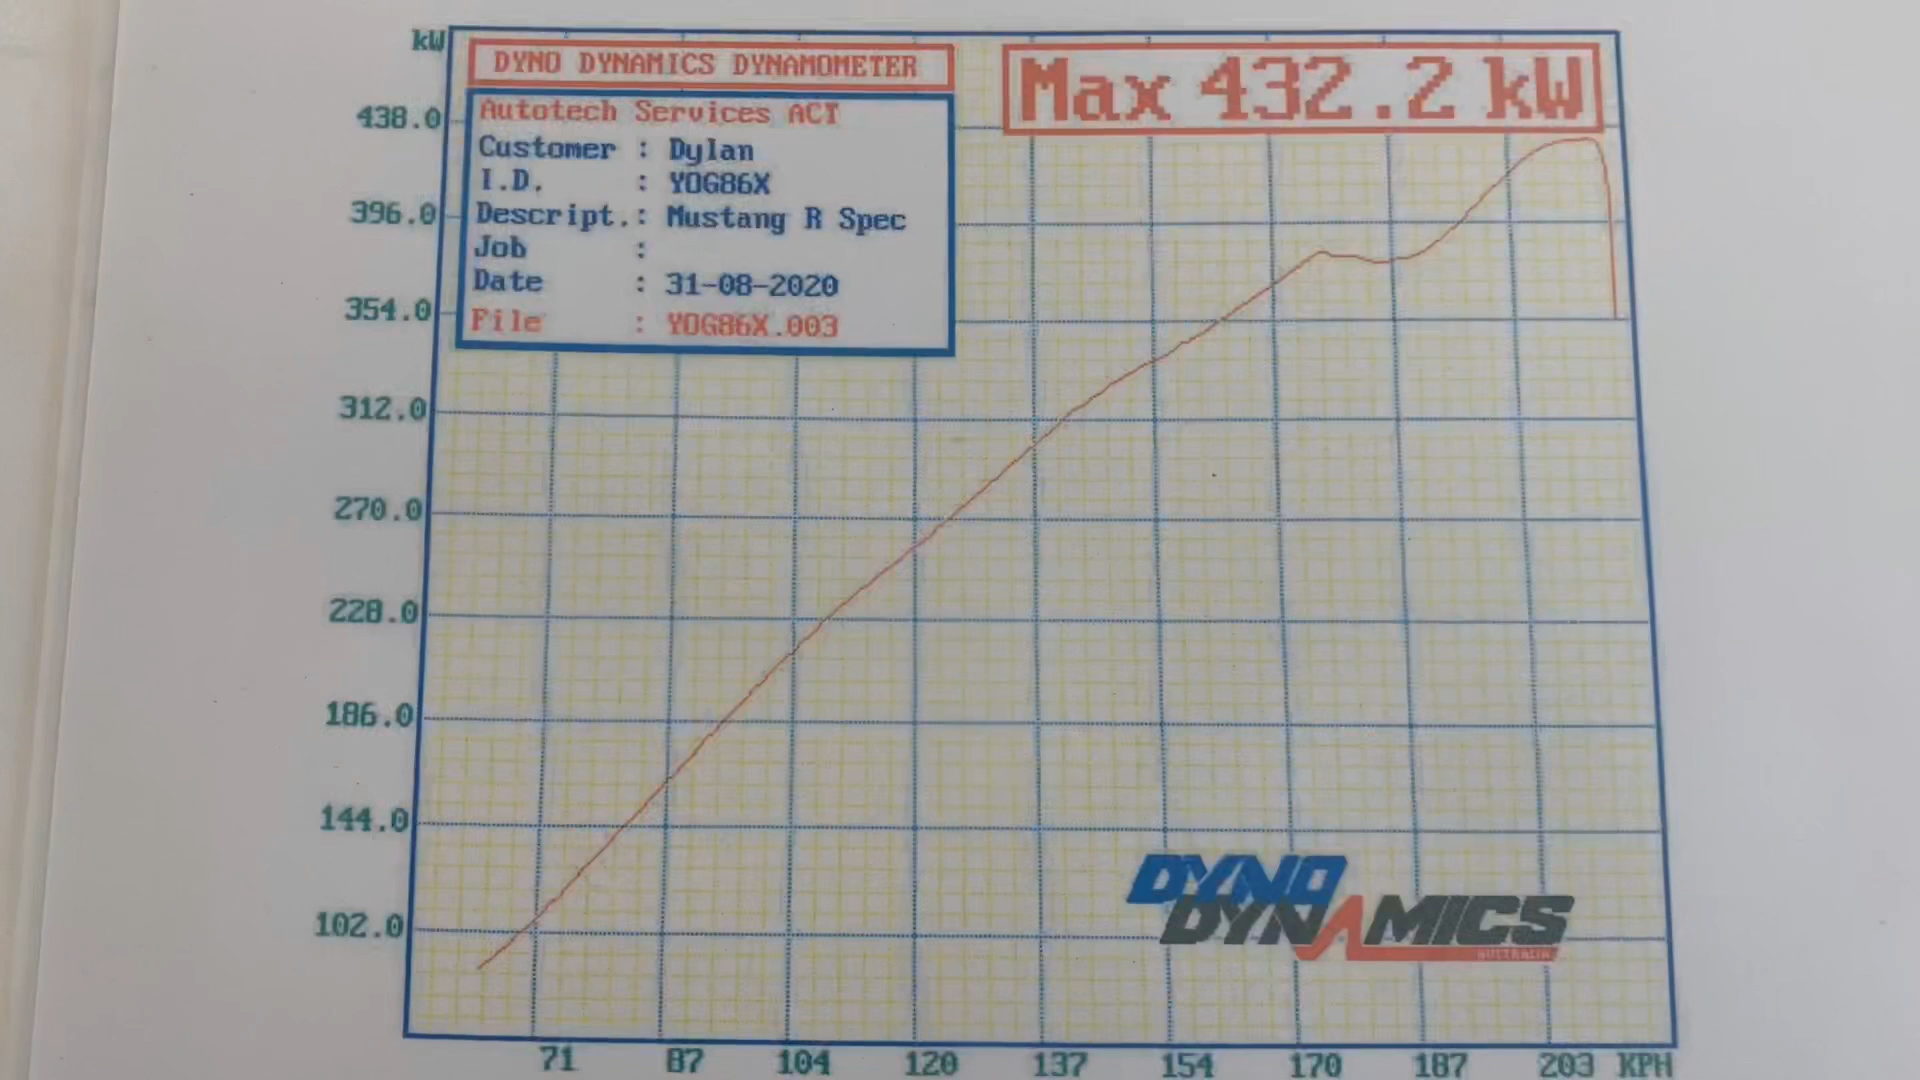 kW
DYNO DYNAMICS DYNAMOMETER
Max 432.2 kW
Autotech Services ACT
Customer : Dylan
I.D. : YOG86X
Descript.: Mustang R Spec
Job :
Date : 31-08-2020
File : YOG86X.003
438.0
396.0
354.0
312.0
270.0
228.0
186.0
144.0
102.0
DYNO
DYNAMICS
AUSTRALIA
71 87 104 120 137 154 170 187 203 KPH